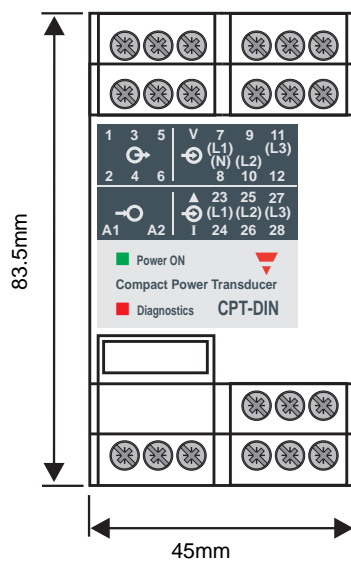 1 3 5 V 7 9 11
(L1) (L3)
(N) (L2)
2 4 6 8 10 12
23 25 27
(L1) (L2) (L3)
A1 A2 I 24 26 28
Power ON
Compact Power Transducer
Diagnostics CPT-DIN
83.5mm
45mm